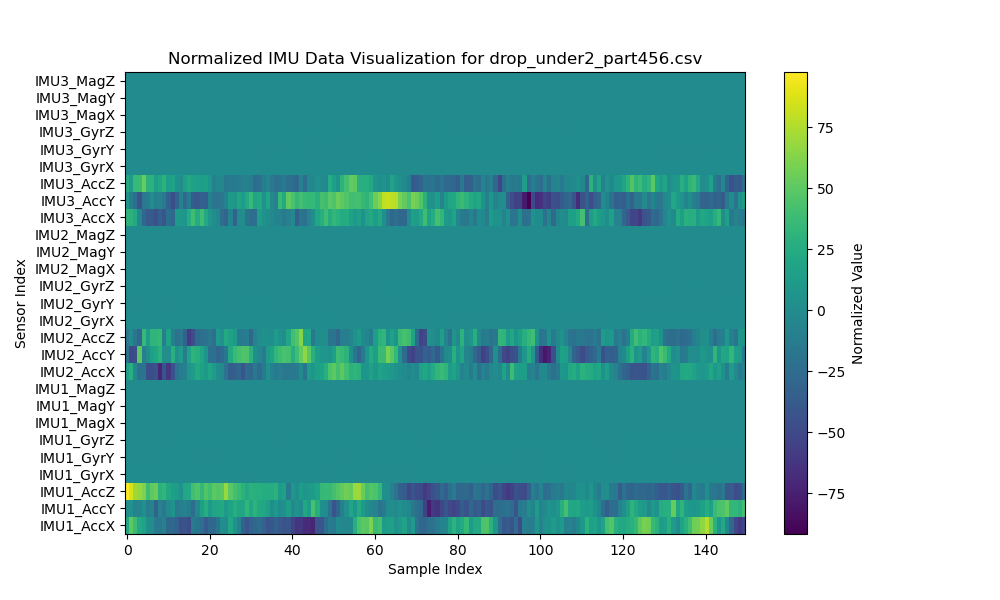 Normalized IMU Data Visualization for drop_under2_part456.csv
IMU3_MagZ
IMU3_MagY
IMU3_MagX
IMU3_GyrZ
IMU3_GyrY
IMU3_GyrX
IMU3_AccZ
IMU3_AccY
IMU3_AccX
IMU2_MagZ
IMU2_MagY
IMU2_MagX
IMU2_GyrZ
IMU2_GyrY
IMU2_GyrX
IMU2_AccZ
IMU2_AccY
IMU2_AccX
IMU1_MagZ
IMU1_MagY
IMU1_MagX
IMU1_GyrZ
IMU1_GyrY
IMU1_GyrX
IMU1_AccZ
IMU1_AccY
IMU1_AccX
Sensor Index
0 20 40 60 80 100 120 140
Sample Index
75
50
25
0
−25
−50
−75
Normalized Value